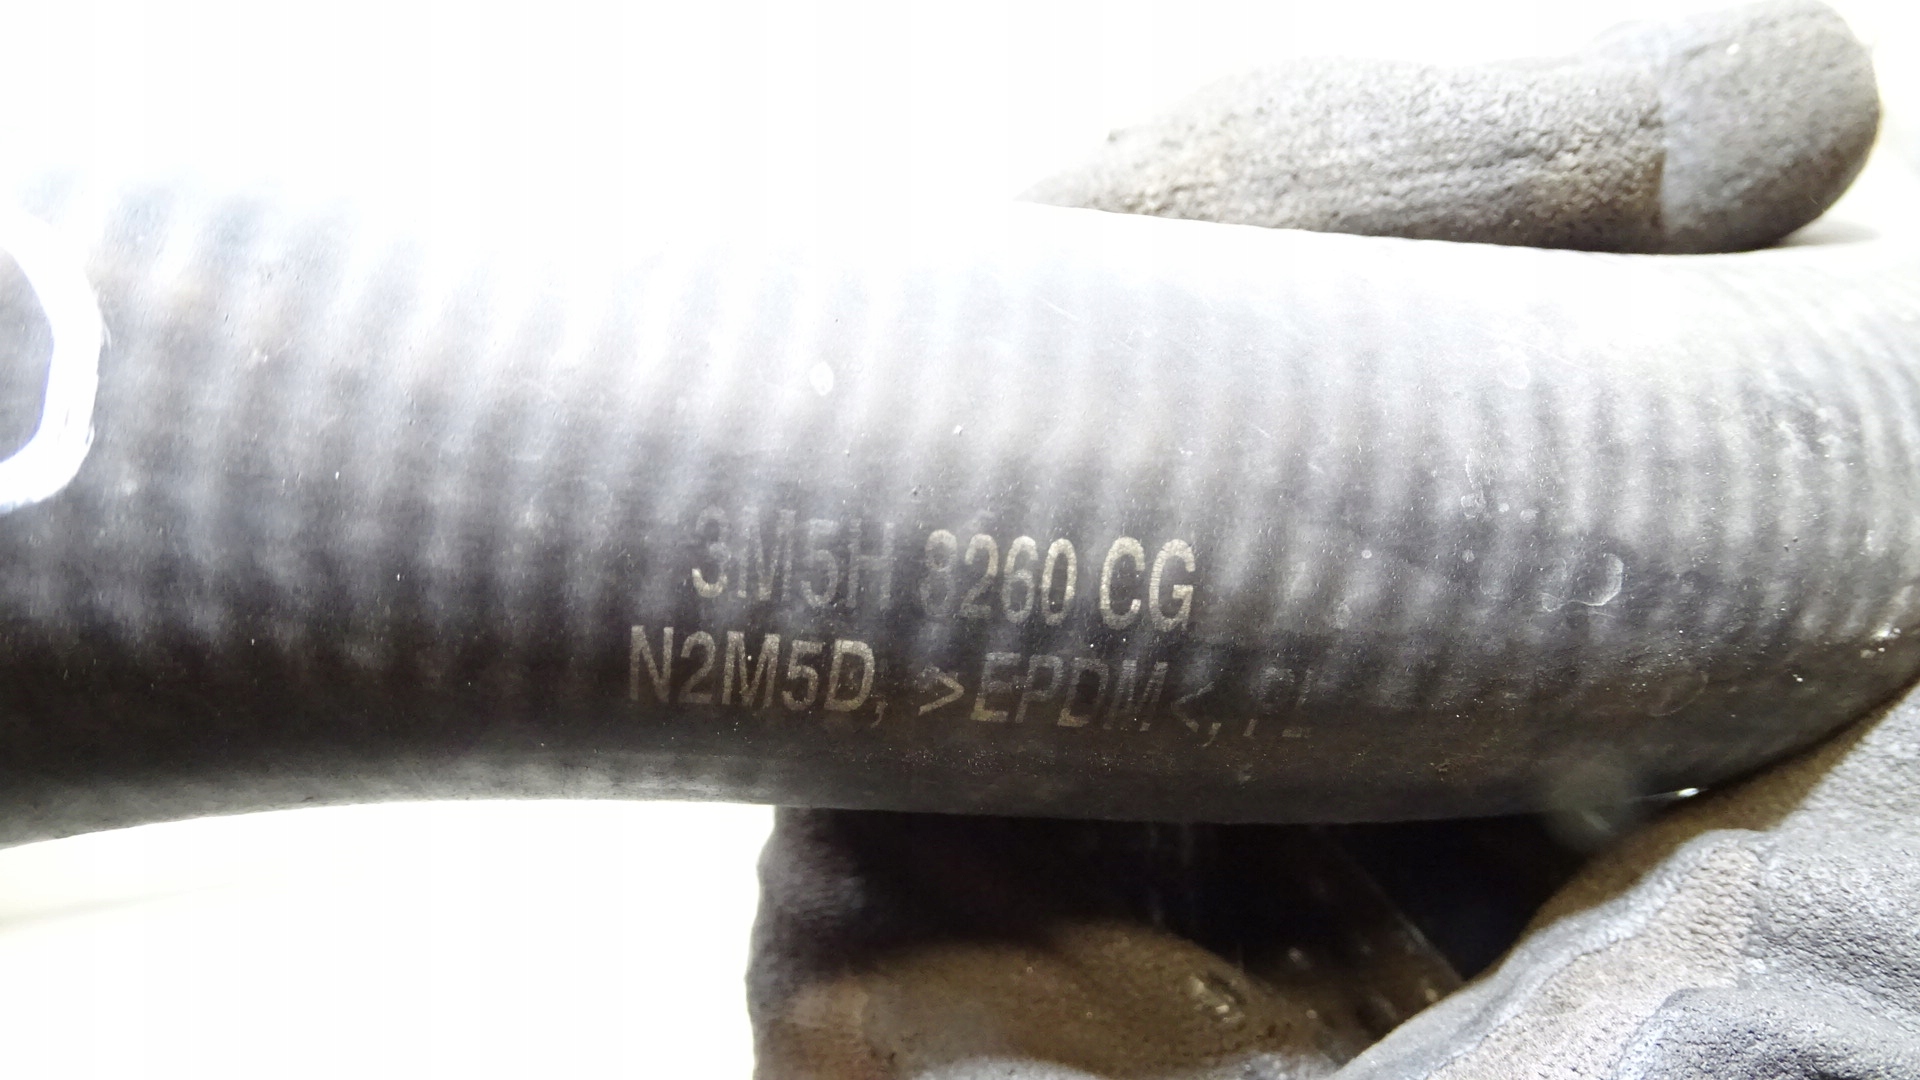 3M5H 8260 CG
N2M5D, >EPDM<,